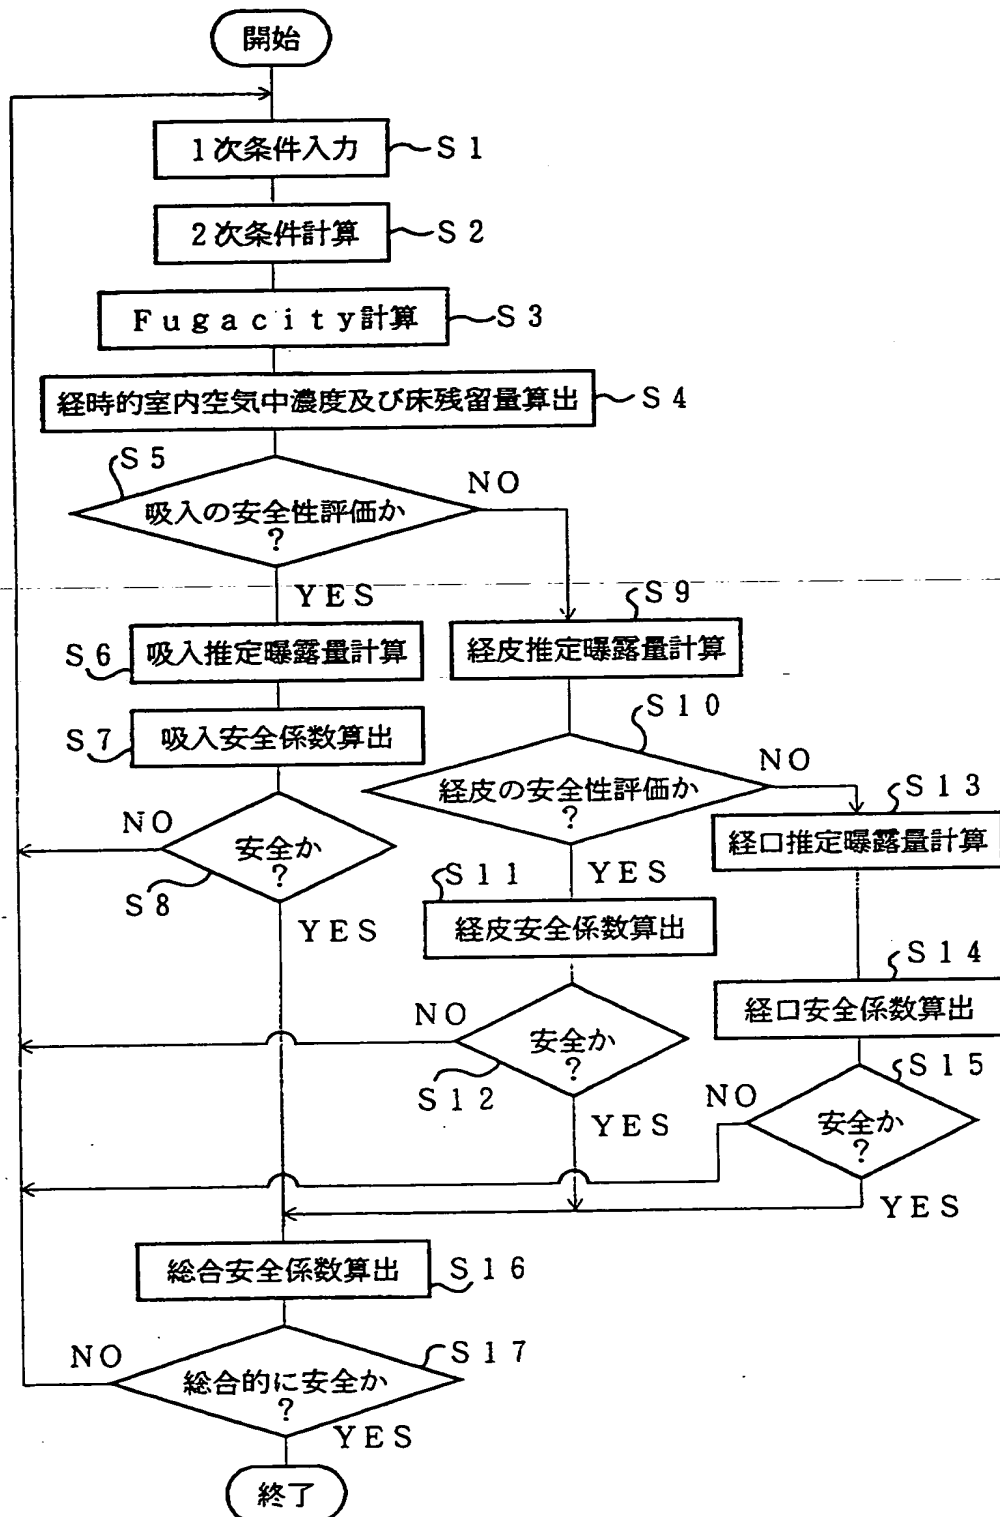 開始
1次条件入力
S1
2次条件計算
S2
Fugacity計算
S3
経時的室内空気中濃度及び床残留量算出
S4
S5
吸入の安全性評価か
?
NO
YES
S6
吸入推定曝露量計算
S9
経皮推定曝露量計算
S7
吸入安全係数算出
S10
経皮の安全性評価か
?
NO
YES
S13
経口推定曝露量計算
NO
安全か
?
S8
YES
S11
経皮安全係数算出
S14
経口安全係数算出
NO
安全か
?
S12
YES
S15
NO
安全か
?
YES
総合安全係数算出
S16
NO
S17
総合的に安全か
?
YES
終了